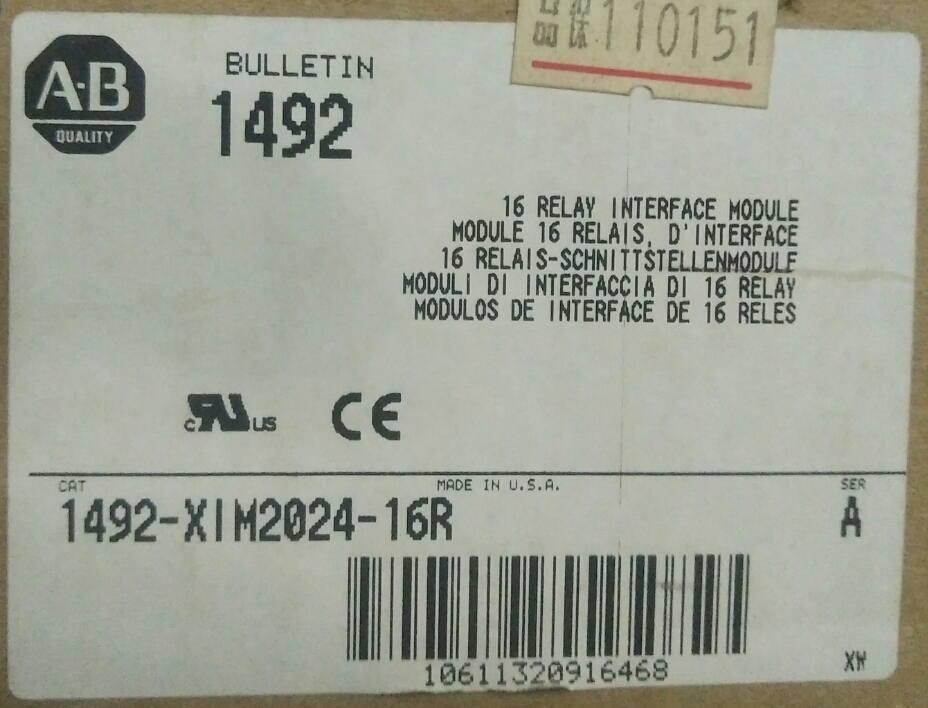 110151
A-B
QUALITY
BULLETIN
1492
16 RELAY INTERFACE MODULE
MODULE 16 RELAIS, D'INTERFACE
16 RELAIS-SCHNITTSTELLENMODULE
MODULI DI INTERFACCIA DI 16 RELAY
MODULOS DE INTERFACE DE 16 RELES
c RU US CE
CAT MADE IN U.S.A. SER
1492-XIM2024-16R A
10611320916468
XW